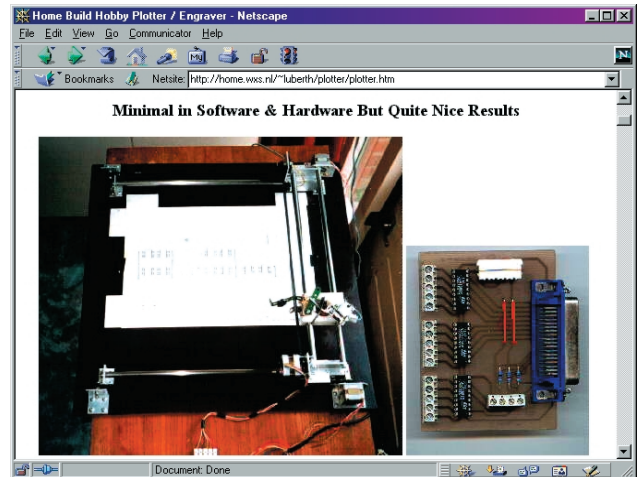 Home Build Hobby Plotter / Engraver - Netscape
File Edit View Go Communicator Help
Bookmarks Netsite: http://home.wxs.nl/~luberth/plotter/plotter.htm
Minimal in Software & Hardware But Quite Nice Results
Document: Done